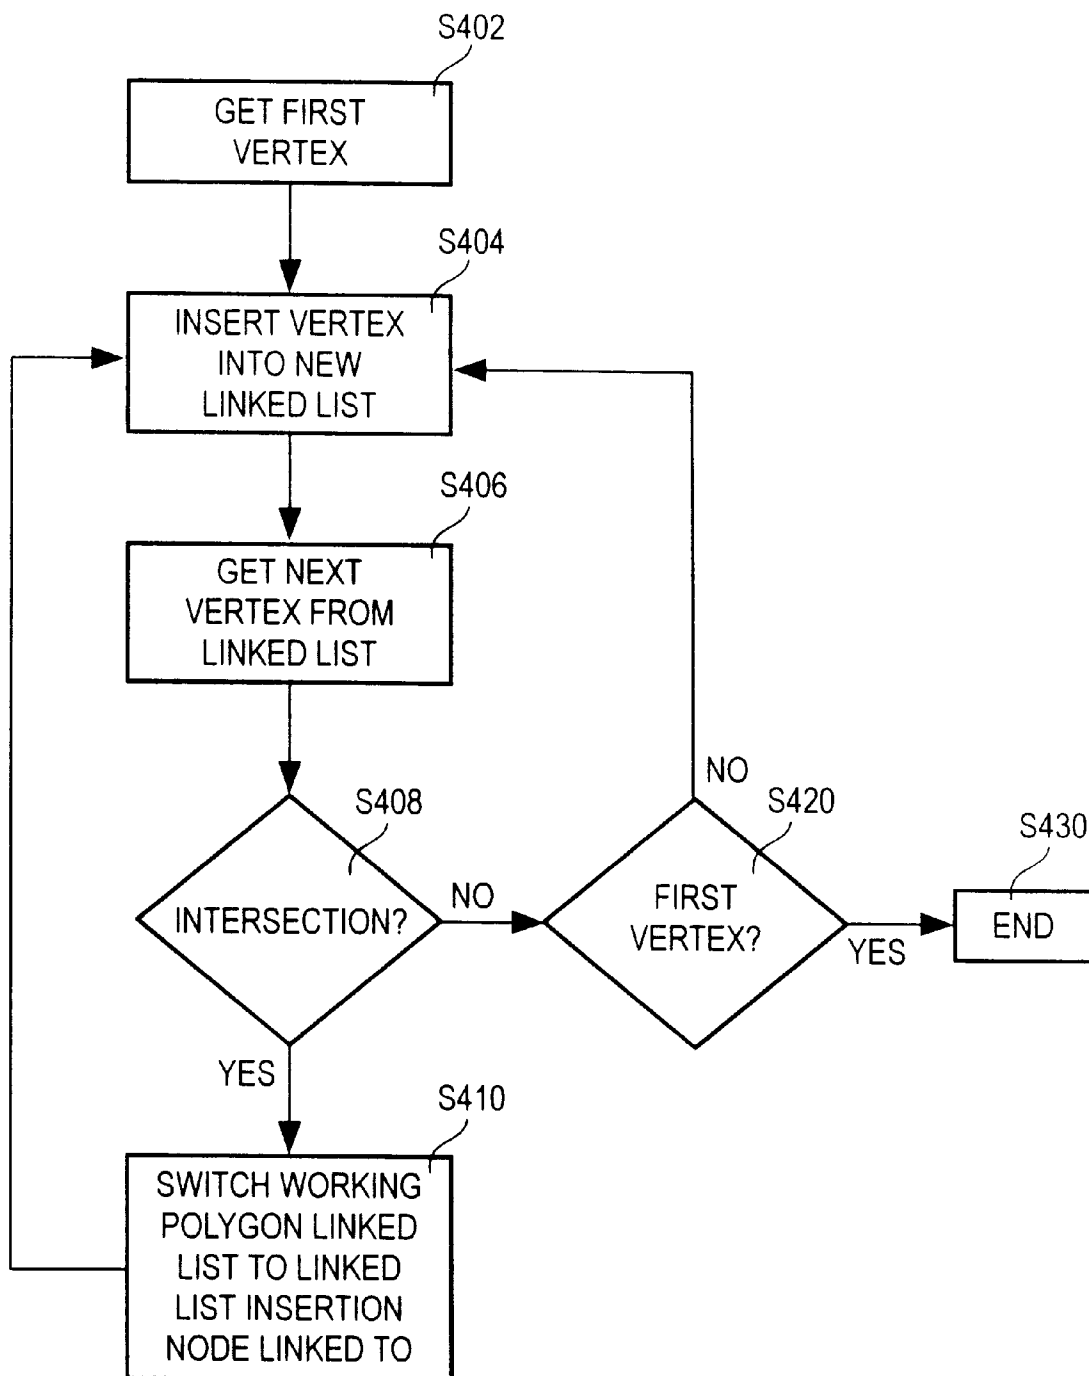 S402
GET FIRST
VERTEX
S404
INSERT VERTEX
INTO NEW
LINKED LIST
S406
GET NEXT
VERTEX FROM
LINKED LIST
S408
INTERSECTION?
NO
YES
S420
FIRST
VERTEX?
NO
YES
S430
END
S410
SWITCH WORKING
POLYGON LINKED
LIST TO LINKED
LIST INSERTION
NODE LINKED TO